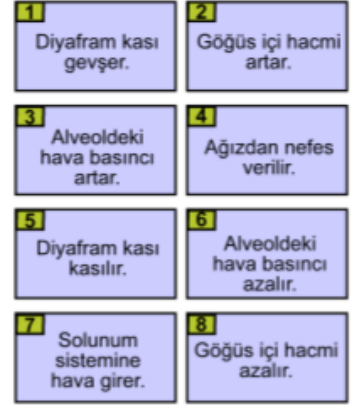 1
Diyafram kası
gevşer.
2
Göğüs içi hacmi
artar.
3
Alveoldeki
hava basıncı
artar.
4
Ağızdan nefes
verilir.
5
Diyafram kası
kasılır.
6
Alveoldeki
hava basıncı
azalır.
7
Solunum
sistemine
hava girer.
8
Göğüs içi hacmi
azalır.